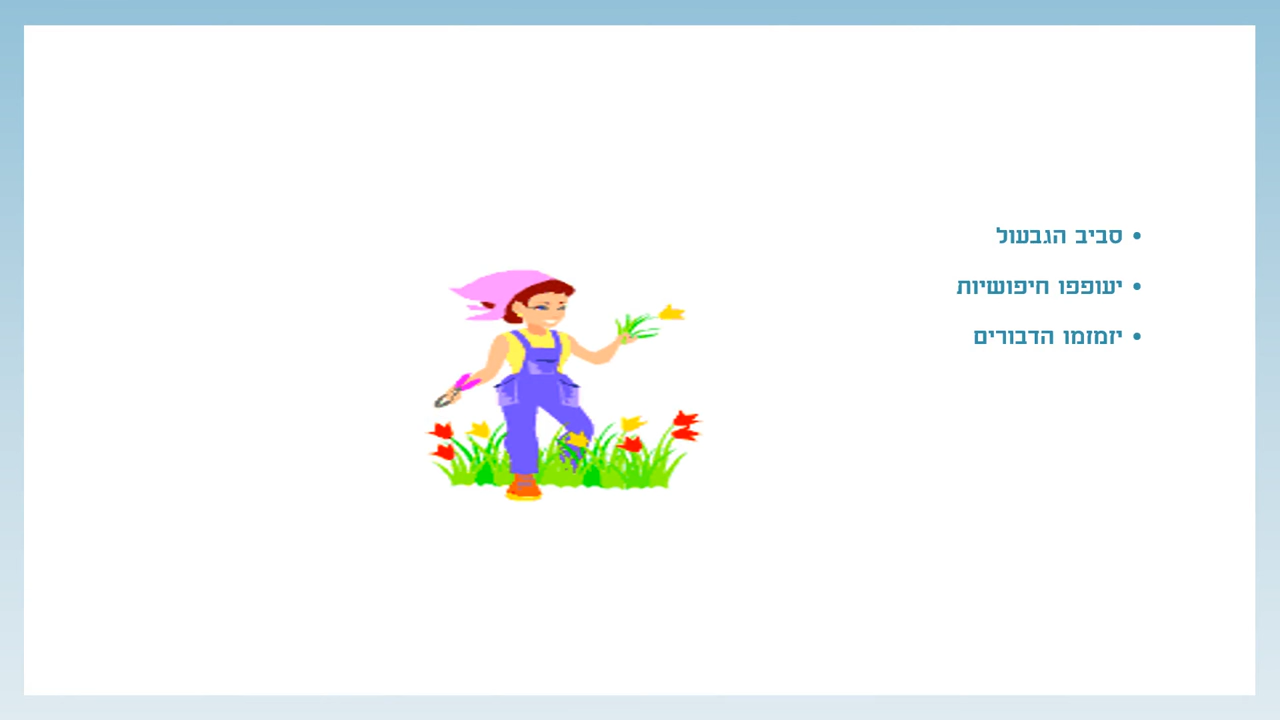 • סביב הגבעול
• יעופפו חיפושיות
• יזמזמו הדבורים